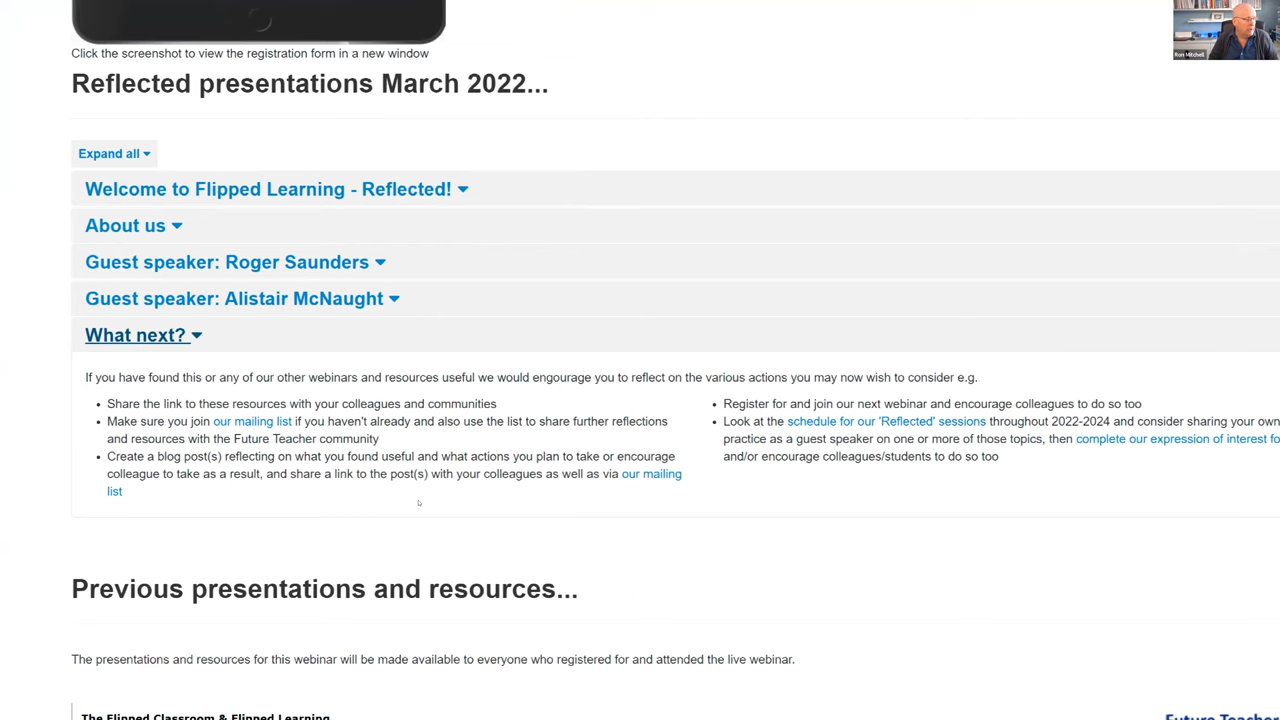 Click the screenshot to view the registration form in a new window
Ron Mitchell
Reflected presentations March 2022...
Expand all
Welcome to Flipped Learning - Reflected!
About us
Guest speaker: Roger Saunders
Guest speaker: Alistair McNaught
What next?
If you have found this or any of our other webinars and resources useful we would engourage you to reflect on the various actions you may now wish to consider e.g.
Share the link to these resources with your colleagues and communities
Make sure you join our mailing list if you haven't already and also use the list to share further reflections
and resources with the Future Teacher community
Create a blog post(s) reflecting on what you found useful and what actions you plan to take or encourage
colleague to take as a result, and share a link to the post(s) with your colleagues as well as via our mailing
list
Register for and join our next webinar and encourage colleagues to do so too
Look at the schedule for our 'Reflected' sessions throughout 2022-2024 and consider sharing your own
practice as a guest speaker on one or more of those topics, then complete our expression of interest fo
and/or encourage colleagues/students to do so too
Previous presentations and resources...
The presentations and resources for this webinar will be made available to everyone who registered for and attended the live webinar.
The Flipped Classroom & Flipped Learning
Future Teacher